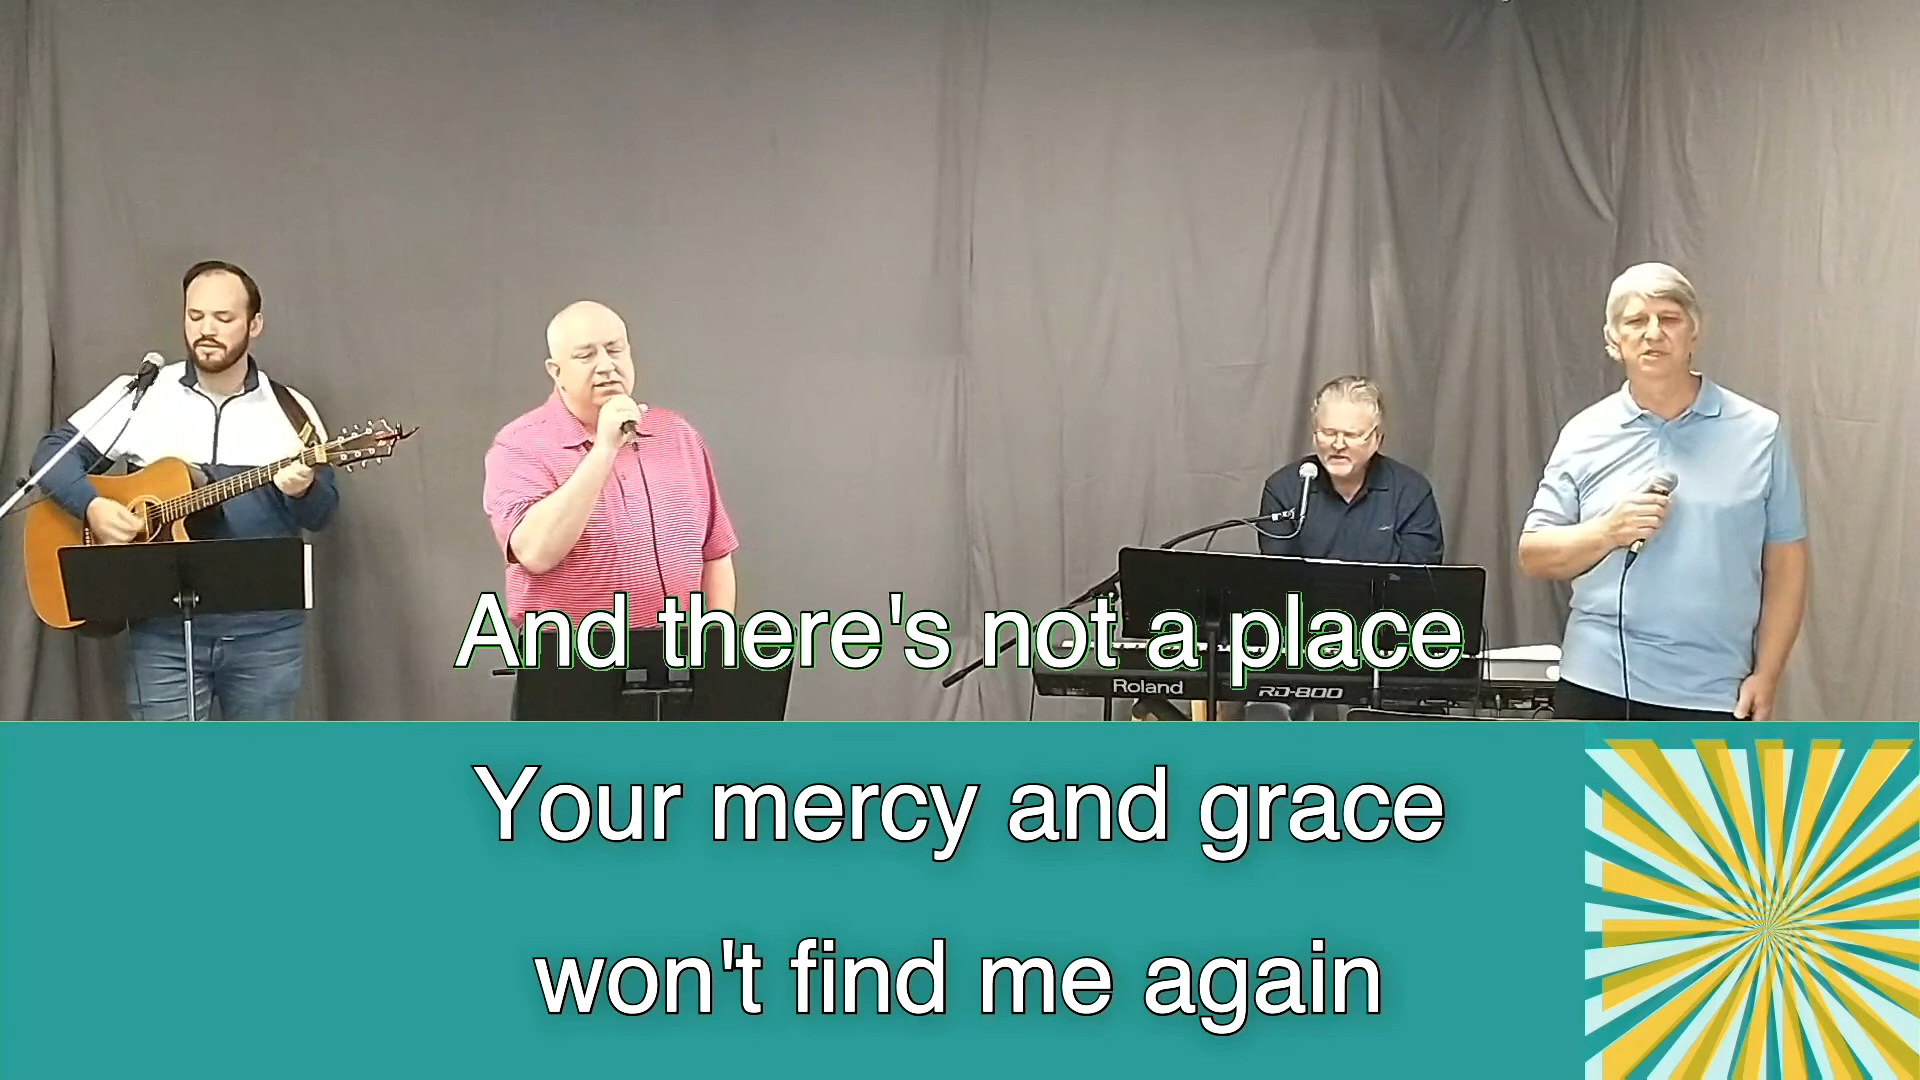 And there's not a place
Roland
RD-800
Your mercy and grace
won't find me again